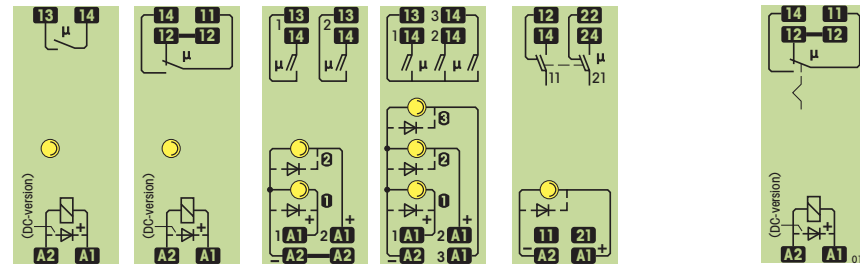 13 14
μ
(DC-version)
+
A2 A1
14 11
12 12
μ
(DC-version)
+
A2 A1
13 13
1 14 2 14
μ μ
2
1
+ +
1 A1 2 A1
– A2 A2
13 3 14
1 14 2 14
μ μ μ
3
2
1
+ +
1 A1 2 A1
– A2 3 A1
12 22
14 24
μ
11 21
11 21
– A2 A1 +
14 11
12 12
μ
(DC-version)
+
A2 A1